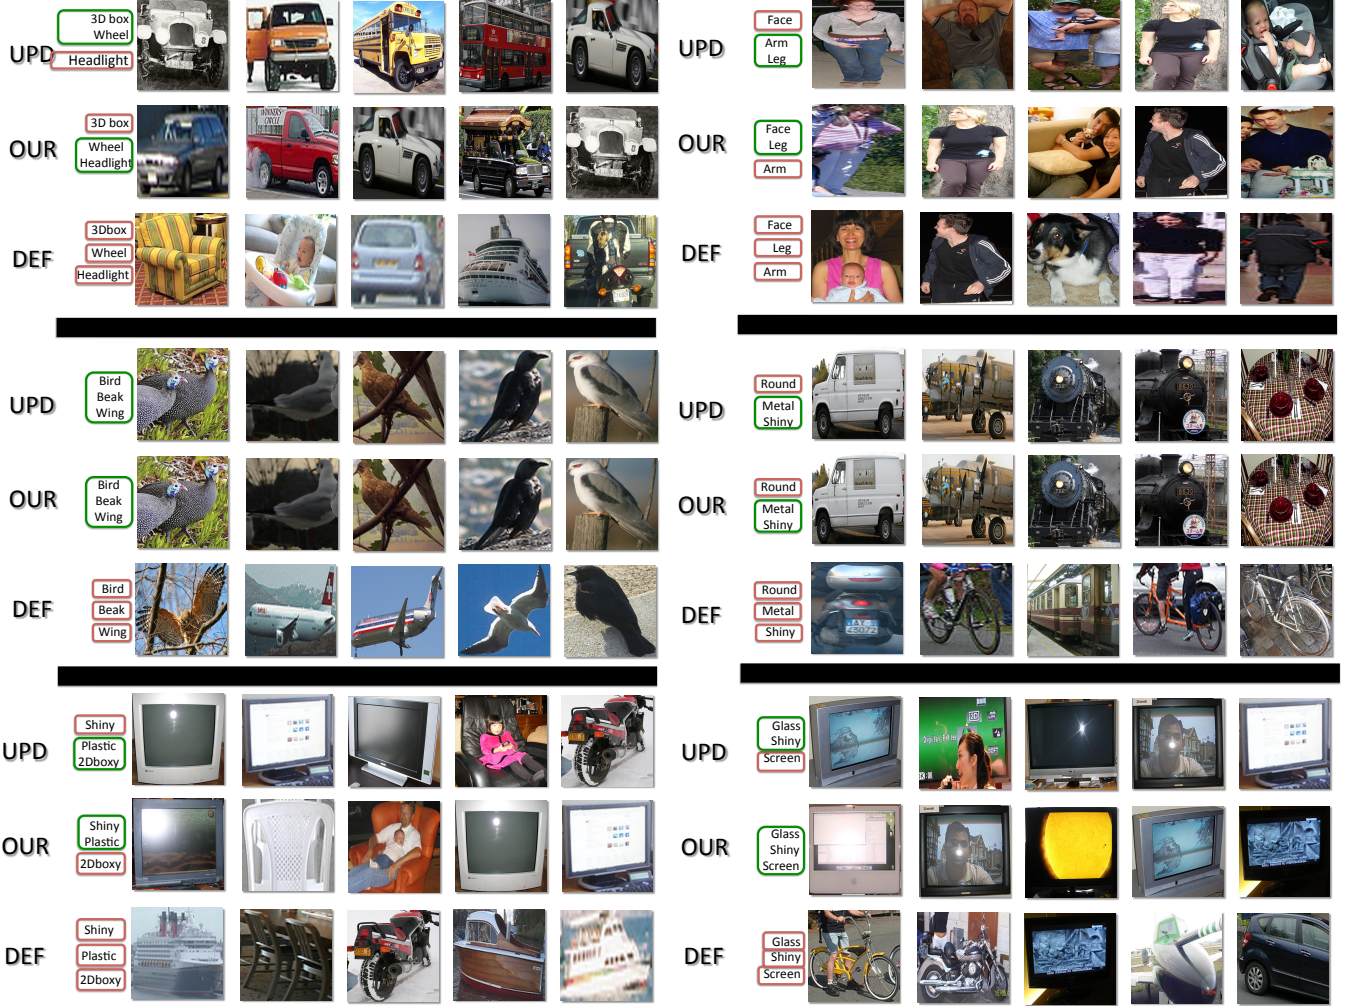 UPD
3D box
Wheel
Headlight
OUR
3D box
Wheel
Headlight
DEF
3Dbox
Wheel
Headlight
UPD
Face
Arm
Leg
OUR
Face
Leg
Arm
DEF
Face
Leg
Arm
UPD
Bird
Beak
Wing
OUR
Bird
Beak
Wing
DEF
Bird
Beak
Wing
UPD
Round
Metal
Shiny
OUR
Round
Metal
Shiny
DEF
Round
Metal
Shiny
UPD
Shiny
Plastic
2Dboxy
OUR
Shiny
Plastic
2Dboxy
DEF
Shiny
Plastic
2Dboxy
UPD
Glass
Shiny
Screen
OUR
Glass
Shiny
Screen
DEF
Glass
Shiny
Screen